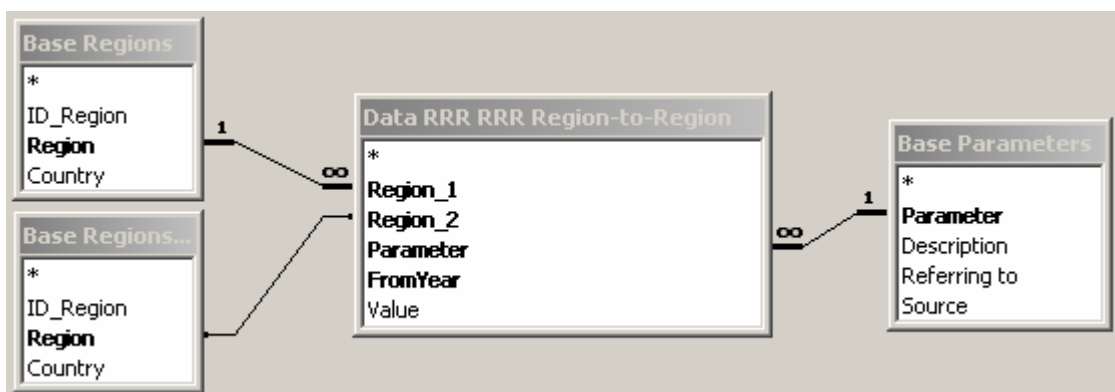 Base Regions
*
ID_Region
Region
Country
1
∞
Data RRR RRR Region-to-Region
*
Region_1
Region_2
Parameter
FromYear
Value
∞
1
Base Parameters
*
Parameter
Description
Referring to
Source
Base Regions...
*
ID_Region
Region
Country